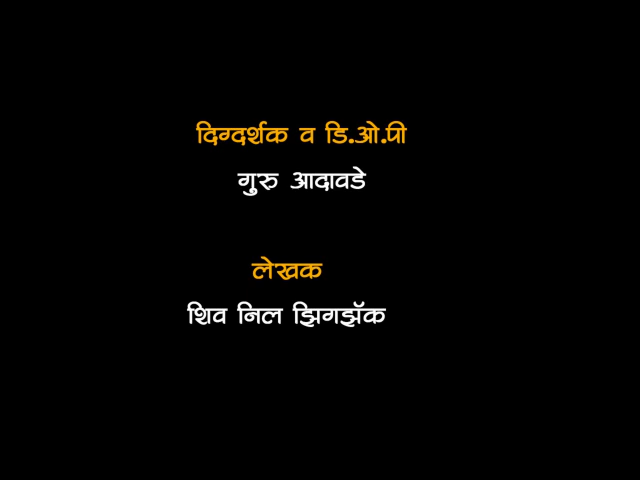 दिग्दर्शक व डि.ओ.पी
गुरु आदावडे
लेखक
शिव निल झिगझॅक